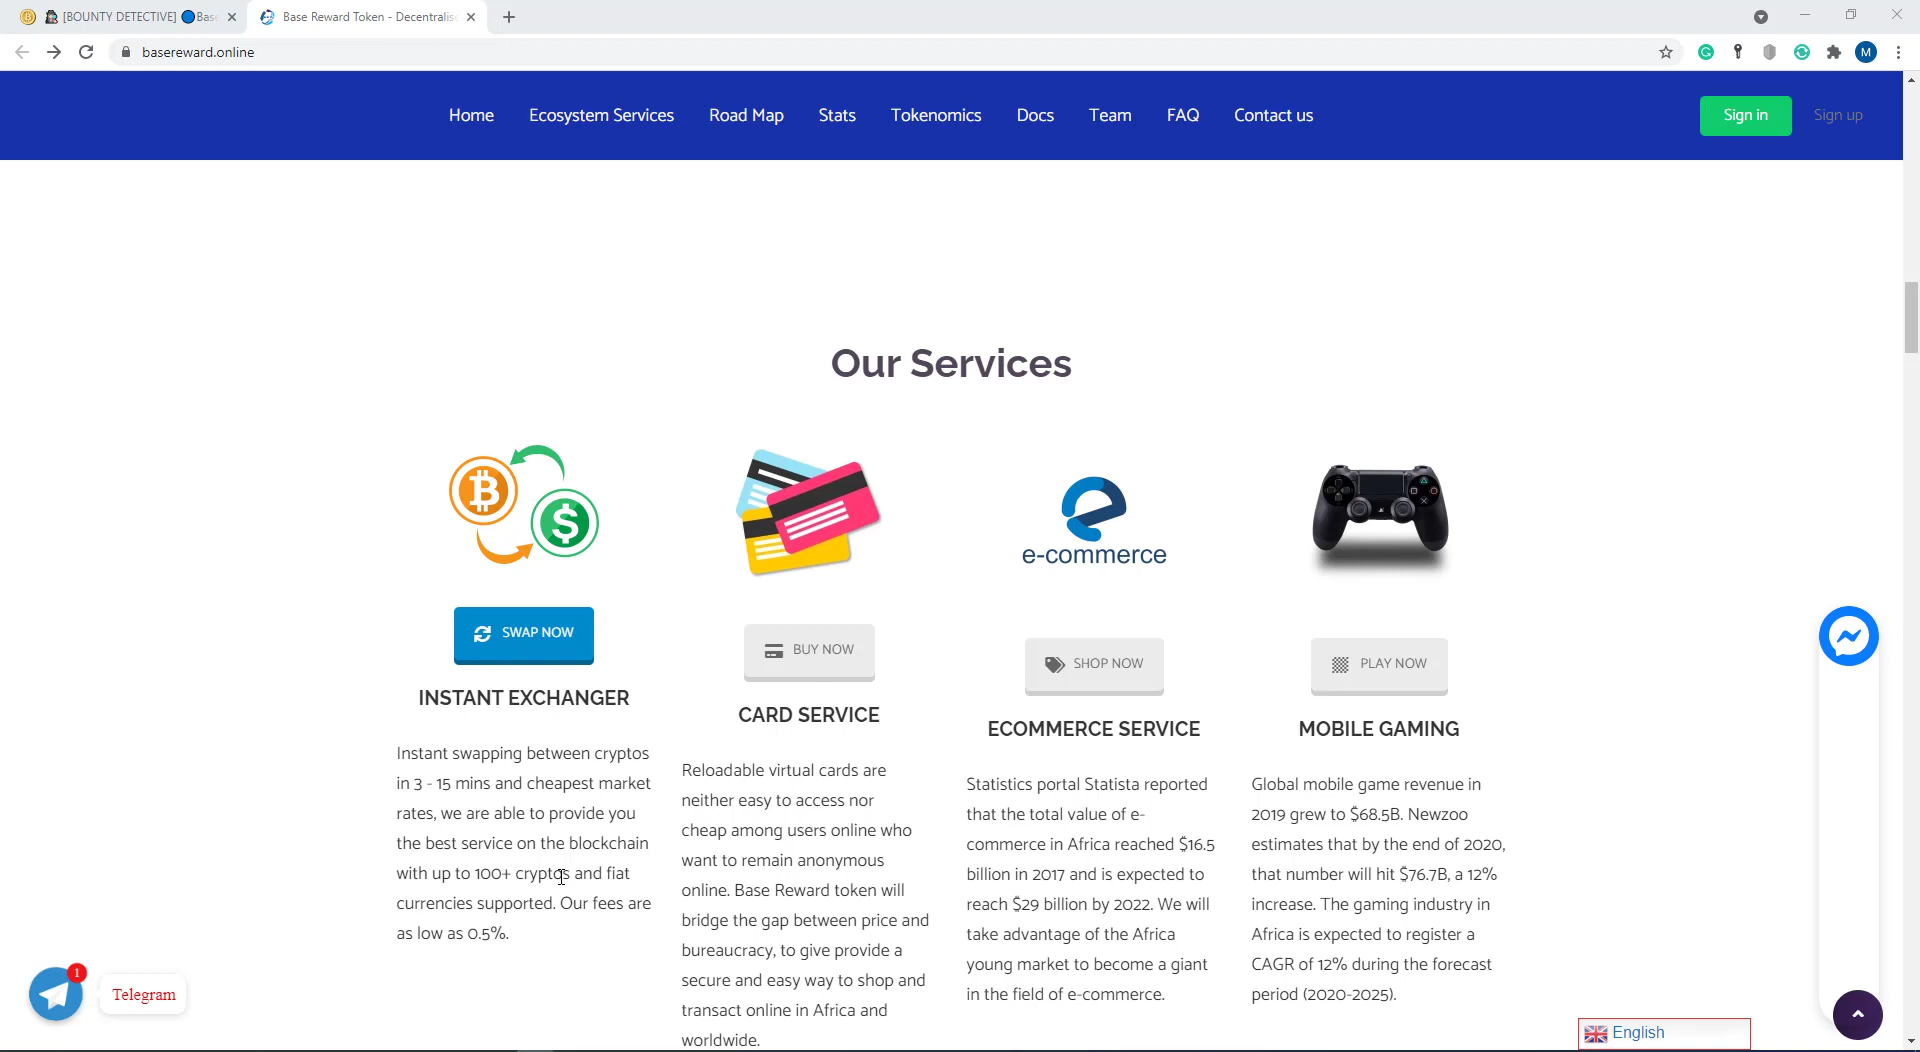 [BOUNTY DETECTIVE] 🔵Base
Base Reward Token - Decentralise
basereward.online
M
Home
Ecosystem Services
Road Map
Stats
Tokenomics
Docs
Team
FAQ
Contact us
Sign in
Sign up
Our Services
e-commerce
SWAP NOW
INSTANT EXCHANGER
Instant swapping between cryptos
in 3 - 15 mins and cheapest market
rates, we are able to provide you
the best service on the blockchain
with up to 100+ cryptos and fiat
currencies supported. Our fees are
as low as 0.5%.
BUY NOW
CARD SERVICE
Reloadable virtual cards are
neither easy to access nor
cheap among users online who
want to remain anonymous
online. Base Reward token will
bridge the gap between price and
bureaucracy, to give provide a
secure and easy way to shop and
transact online in Africa and
worldwide.
SHOP NOW
ECOMMERCE SERVICE
Statistics portal Statista reported
that the total value of e-
commerce in Africa reached $16.5
billion in 2017 and is expected to
reach $29 billion by 2022. We will
take advantage of the Africa
young market to become a giant
in the field of e-commerce.
PLAY NOW
MOBILE GAMING
Global mobile game revenue in
2019 grew to $68.5B. Newzoo
estimates that by the end of 2020,
that number will hit $76.7B, a 12%
increase. The gaming industry in
Africa is expected to register a
CAGR of 12% during the forecast
period (2020-2025).
1
Telegram
English